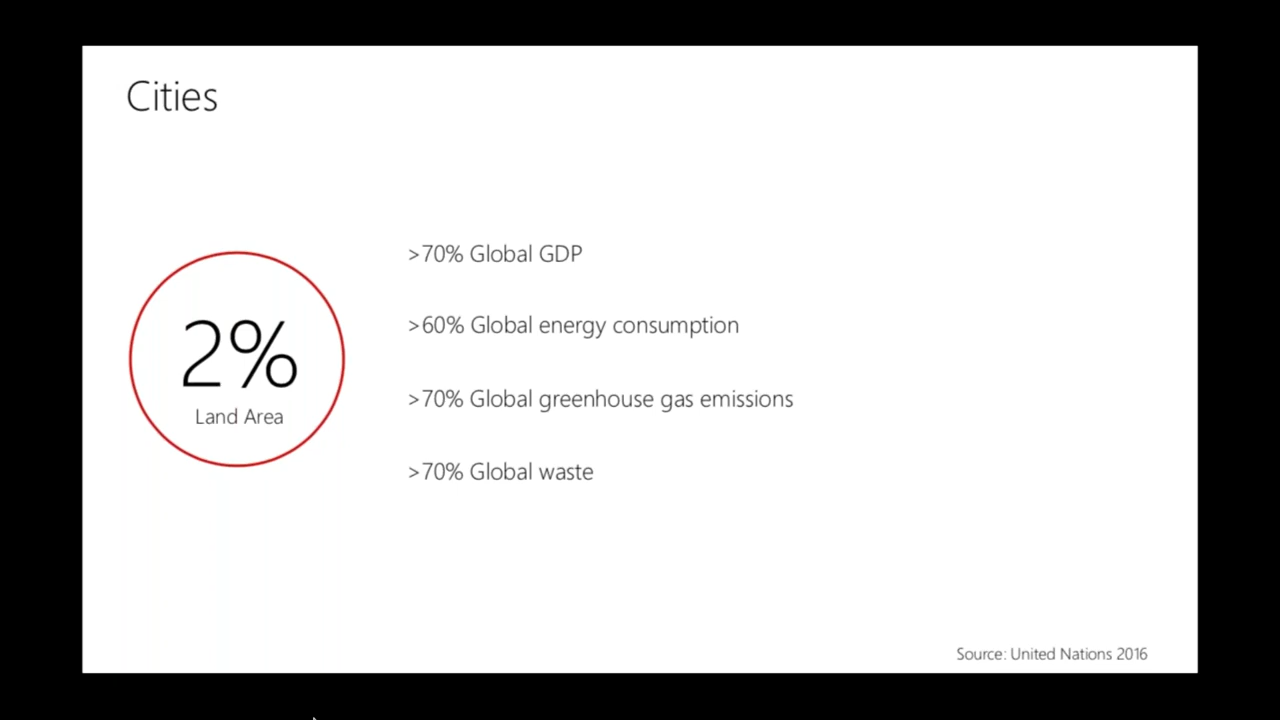 Cities
2%
Land Area
>70% Global GDP
>60% Global energy consumption
>70% Global greenhouse gas emissions
>70% Global waste
Source: United Nations 2016